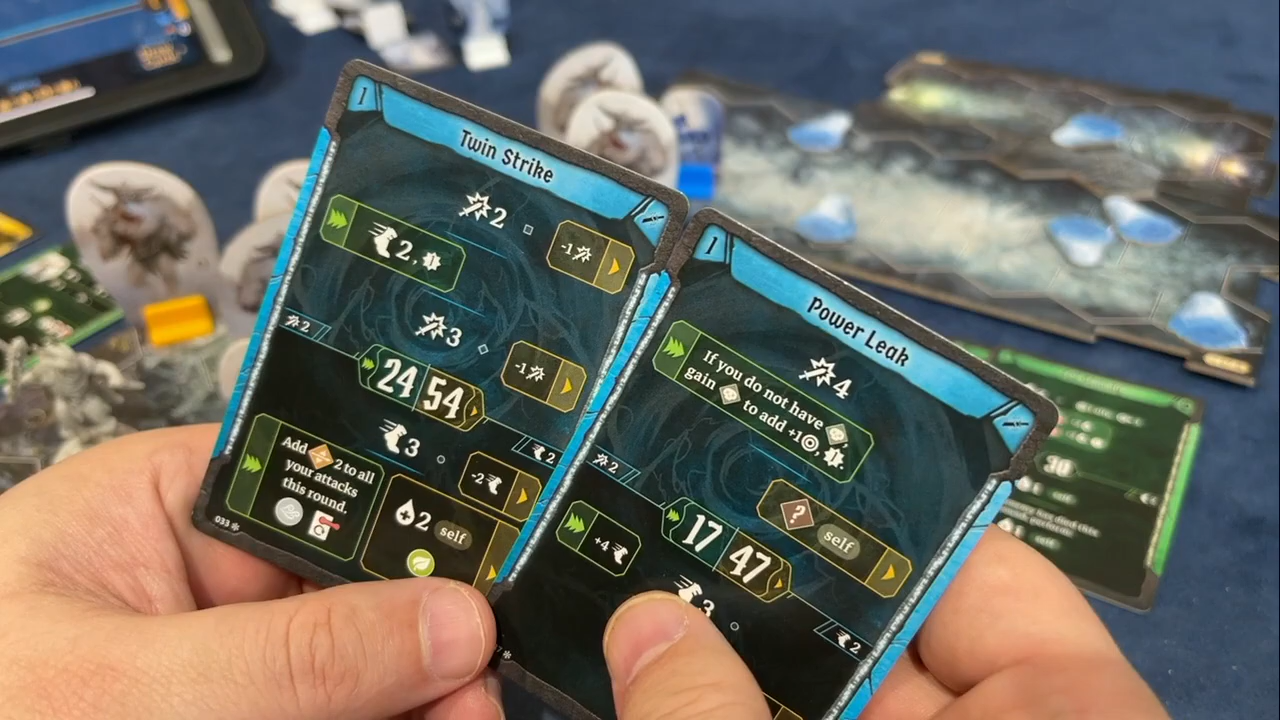 1
Twin Strike
2
-1
2,
3
-1
2
24 54
3
2
-2
Add 2 to all
your attacks
this round.
2 self
033
1
Power Leak
4
If you do not have
gain to add +1
2
17 47
? self
+4
3
2
30